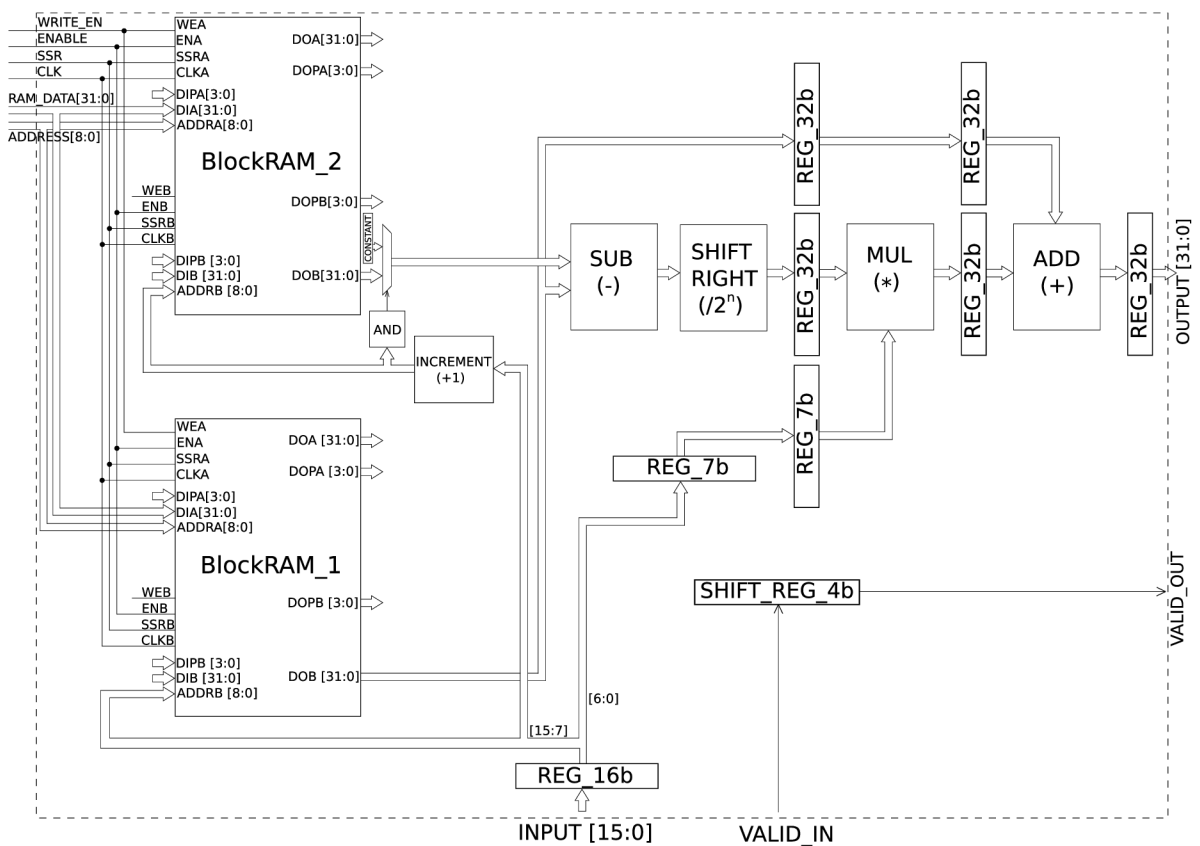 WRITE_EN
ENABLE
SSR
CLK
RAM_DATA[31:0]
ADDRESS[8:0]
WEA
ENA
SSRA
CLKA
DIPA[3:0]
DIA[31:0]
ADDRA[8:0]
DOA[31:0]
DOPA[3:0]
BlockRAM_2
WEB
ENB
SSRB
CLKB
DIPB [3:0]
DIB [31:0]
ADDRB [8:0]
DOPB[3:0]
DOB[31:0]
CONSTANT
AND
INCREMENT
(+1)
REG_32b
REG_32b
SUB
(-)
SHIFT
RIGHT
(/2ⁿ)
REG_32b
MUL
(*)
REG_32b
ADD
(+)
REG_32b
OUTPUT [31:0]
REG_7b
REG_7b
WEA
ENA
SSRA
CLKA
DIPA[3:0]
DIA[31:0]
ADDRA[8:0]
DOA [31:0]
DOPA [3:0]
BlockRAM_1
WEB
ENB
SSRB
CLKB
DIPB [3:0]
DIB [31:0]
ADDRB [8:0]
DOPB [3:0]
DOB [31:0]
SHIFT_REG_4b
VALID_OUT
[6:0]
[15:7]
REG_16b
INPUT [15:0]
VALID_IN